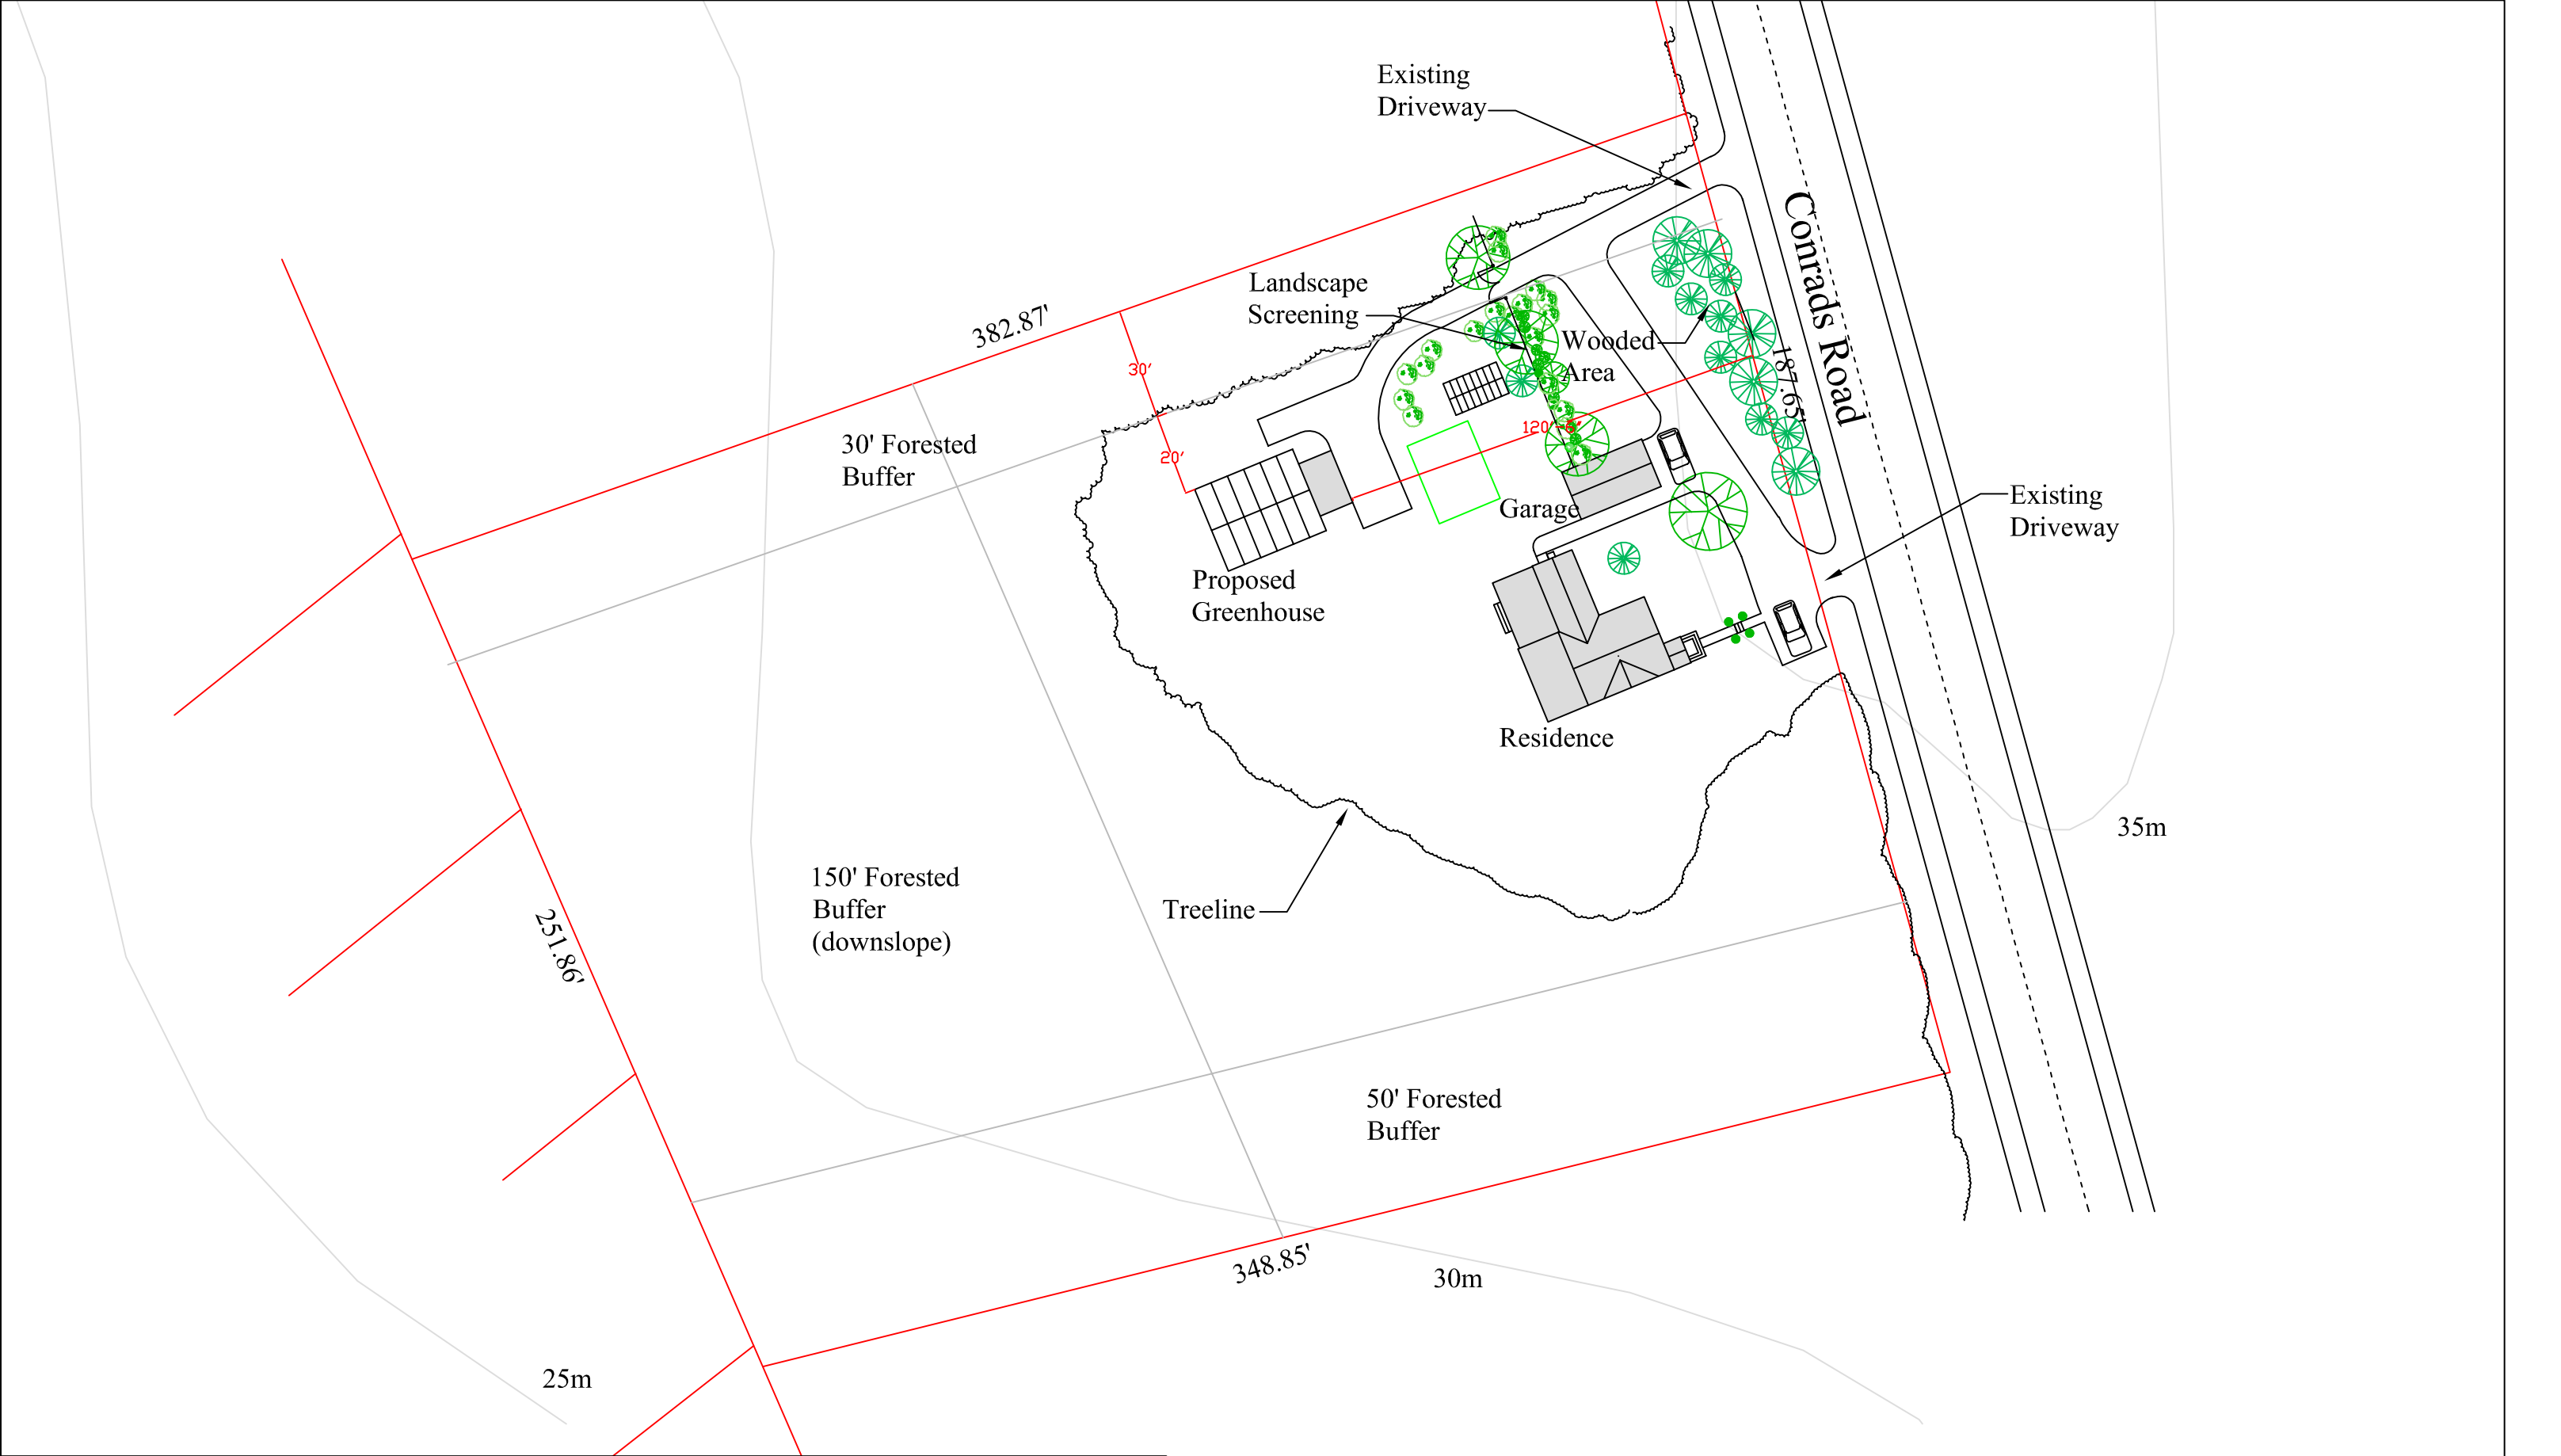 Existing
Driveway
Conrads Road
Landscape
Screening
382.87'
30'
Wooded
Area
187.65'
120'-6"
30' Forested
Buffer
20'
Garage
Existing
Driveway
Proposed
Greenhouse
Residence
35m
150' Forested
Buffer
(downslope)
Treeline
251.86'
50' Forested
Buffer
348.85'
30m
25m